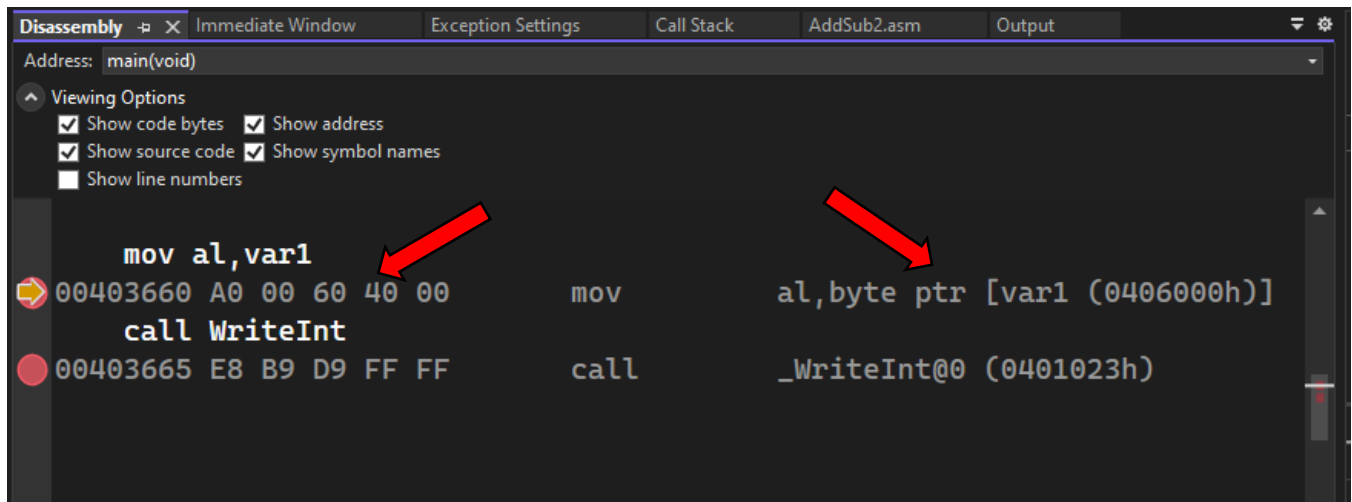 Disassembly Immediate Window Exception Settings Call Stack AddSub2.asm Output
Address: main(void)
Viewing Options
Show code bytes Show address
Show source code Show symbol names
Show line numbers
mov al,var1
00403660 A0 00 60 40 00 mov al,byte ptr [var1 (0406000h)]
call WriteInt
00403665 E8 B9 D9 FF FF call _WriteInt@0 (0401023h)